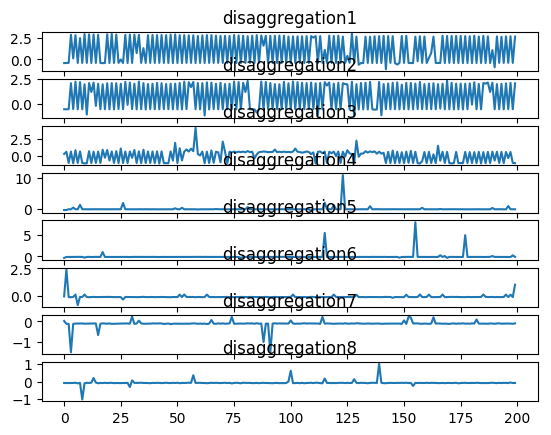 disaggregation1
2.5
0.0
disaggregation2
2.5
0.0
disaggregation3
2.5
0.0
disaggregation4
10
0
disaggregation5
5
0
disaggregation6
2.5
0.0
disaggregation7
0
−1
disaggregation8
1
0
−1
0 25 50 75 100 125 150 175 200